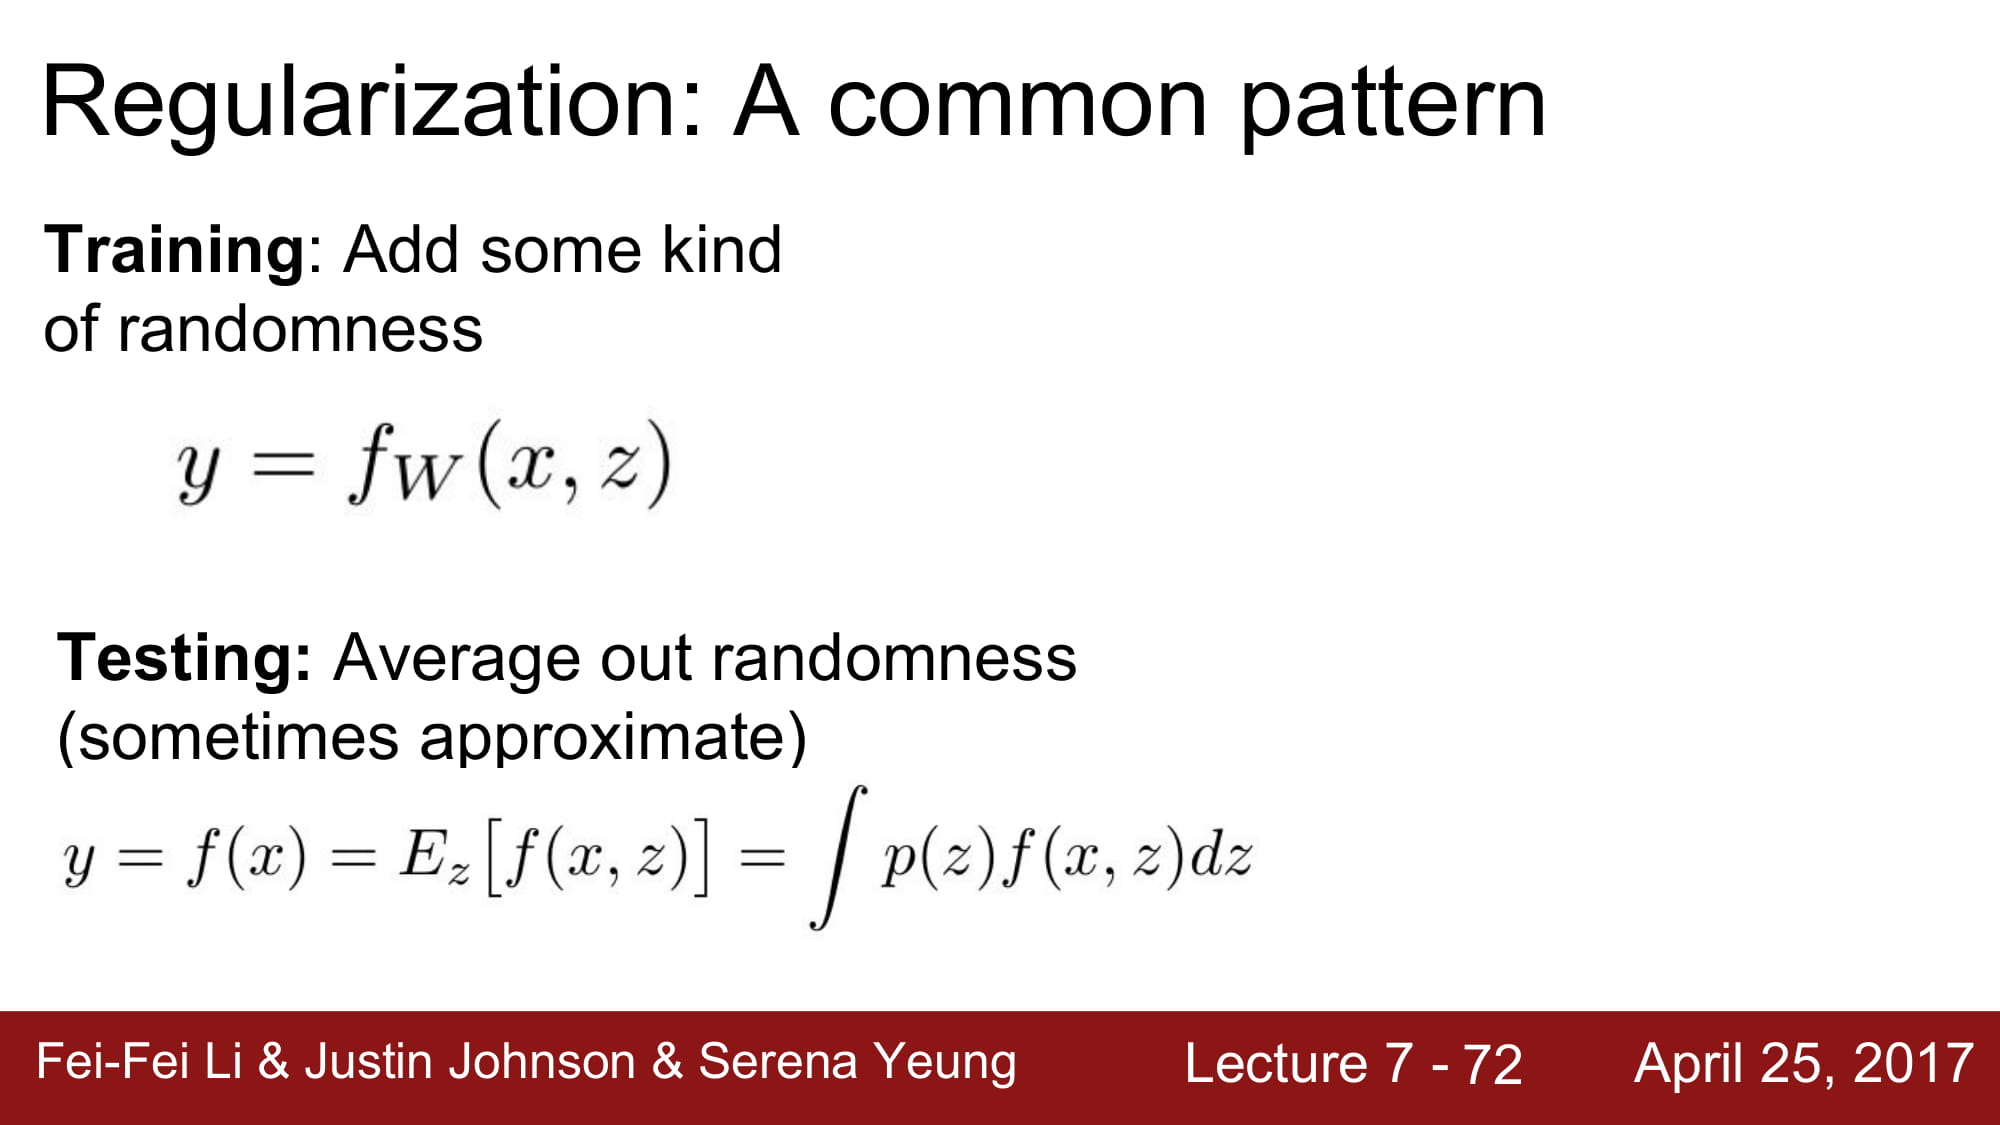 Regularization: A common pattern
Training: Add some kind
of randomness
y = f_W(x, z)
Testing: Average out randomness
(sometimes approximate)
y = f(x) = E_z[f(x, z)] = ∫ p(z)f(x, z)dz
Fei-Fei Li & Justin Johnson & Serena Yeung Lecture 7 - 72 April 25, 2017